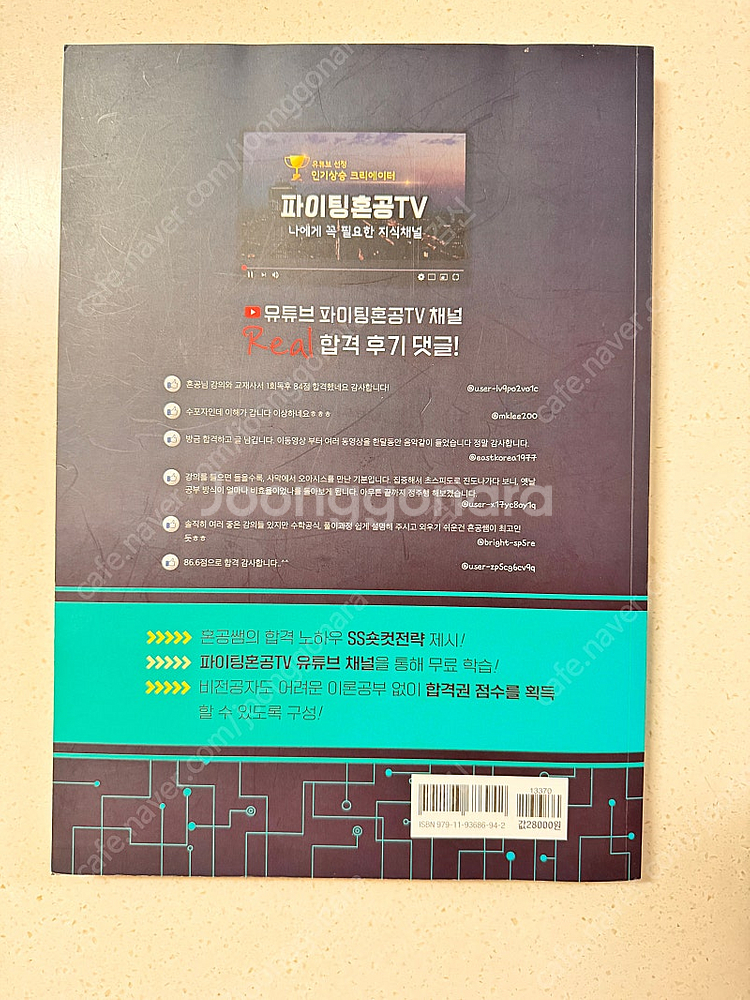 유튜브 선정
인기상승 크리에이터
파이팅혼공TV
나에게 꼭 필요한 지식채널
유튜브 파이팅혼공TV 채널
Real 합격 후기 댓글!
혼공님 강의와 교재사서 1회독후 84점 합격했네요 감사합니다!
@user-iv9po2vo1c
수포자인데 이해가 갑니다 이상하네요ㅎㅎㅎ
@mklee200
방금 합격하고 글 남깁니다. 이동영상 부터 여러 동영상을 한달동안 음악같이 들었습니다 정말 감사합니다.
@eastkorea1977
강의를 들으면 들을수록, 사막에서 오아시스를 만난 기분입니다. 집중해서 초스피드로 진도나가다 보니, 옛날
공부 방식이 얼마나 비효율이었나를 돌아보게 됩니다. 아무튼 끝까지 정주행 해보겠습니다.
@user-x17yc8oy1q
솔직히 여러 좋은 강의들 있지만 수학공식, 풀이과정 쉽게 설명해 주시고 외우기 쉬운건 혼공쌤이 최고인
듯ㅎㅎ
@bright-sp5re
86.6점으로 합격 감사합니다..^^
@user-zp5cg6cv9q
joonggonara
혼공쌤의 합격 노하우 SS숏컷전략 제시!
파이팅혼공TV 유튜브 채널을 통해 무료 학습!
비전공자도 어려운 이론공부 없이 합격권 점수를 획득
할 수 있도록 구성!
13370
ISBN 979-11-93686-94-2
값28000원
cafe.naver.com/joonggonara